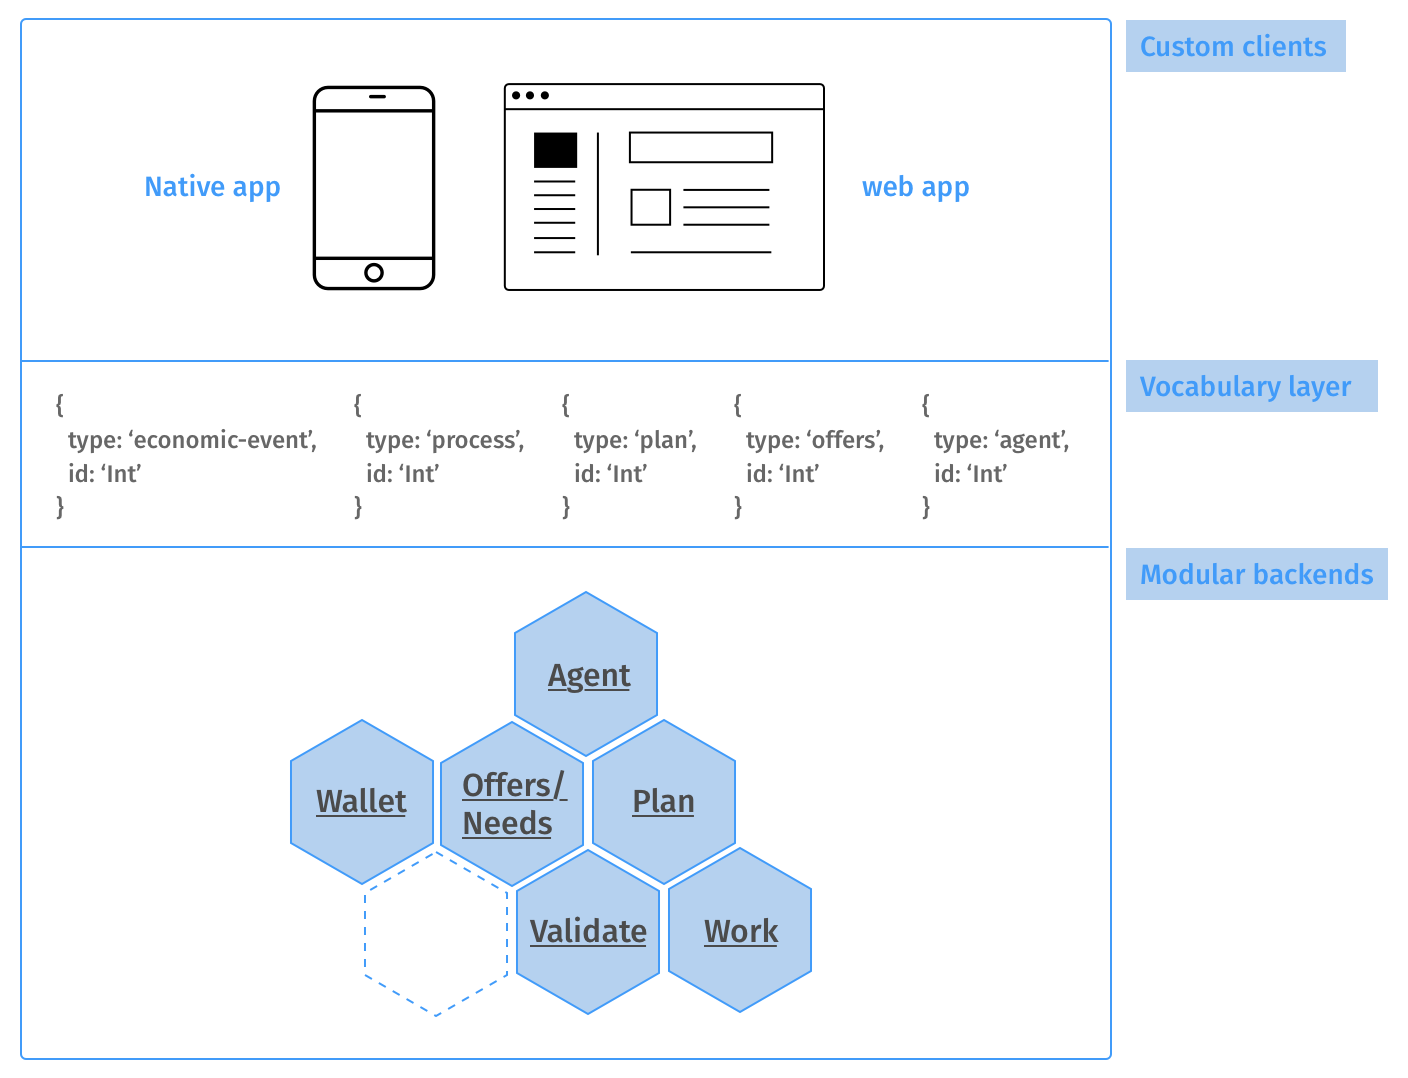 Custom clients
Native app
web app
Vocabulary layer
{
type: ‘economic-event’,
id: ‘Int’
}
{
type: ‘process’,
id: ‘Int’
}
{
type: ‘plan’,
id: ‘Int’
}
{
type: ‘offers’,
id: ‘Int’
}
{
type: ‘agent’,
id: ‘Int’
}
Modular backends
Agent
Wallet
Offers/
Needs
Plan
Validate
Work